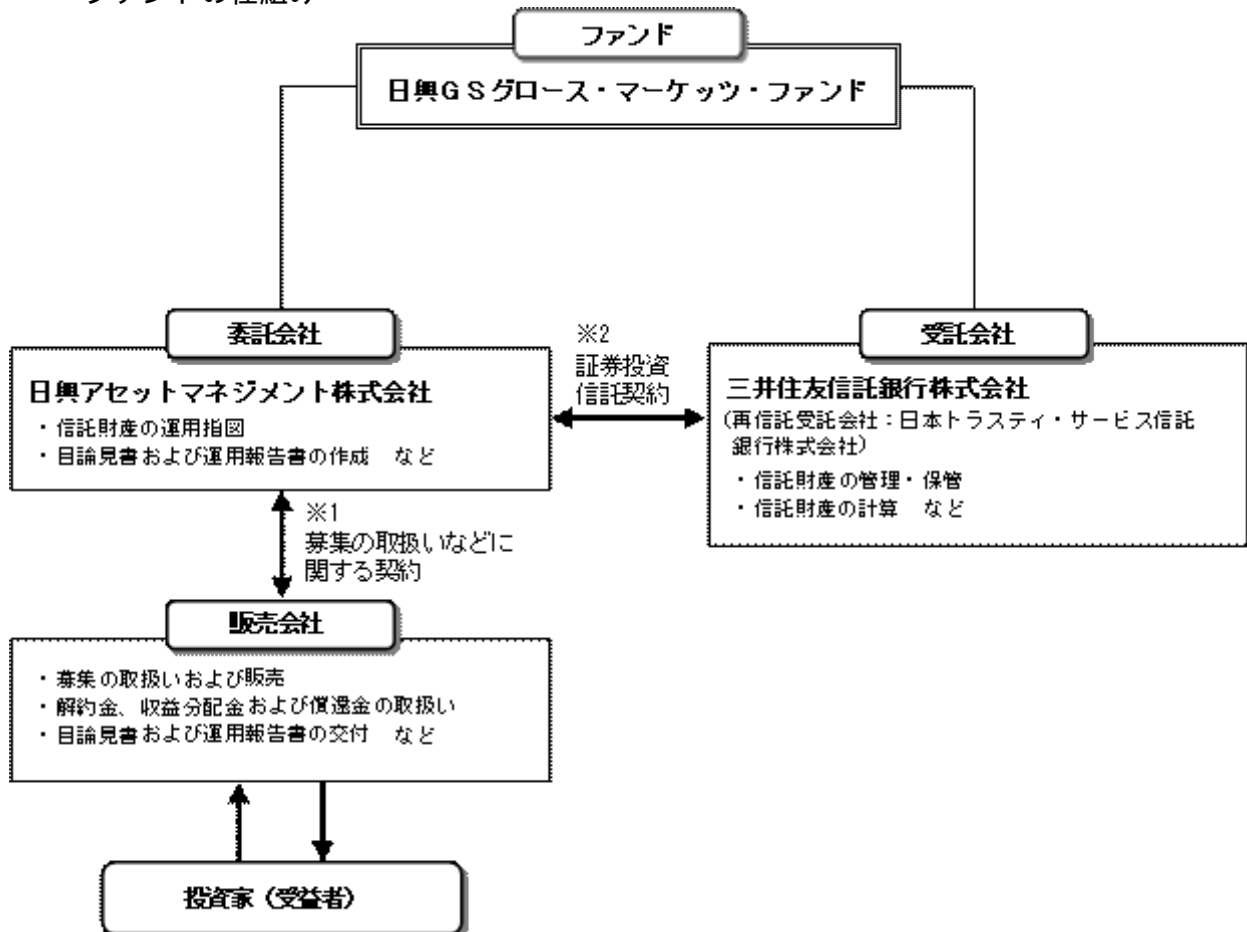 ファンドの仕組み
ファンド
日興GSグロース・マーケッツ・ファンド
委託会社
日興アセットマネジメント株式会社
・信託財産の運用指図
・目論見書および運用報告書の作成 など
※2
証券投資
信託契約
受託会社
三井住友信託銀行株式会社
(再信託受託会社:日本トラスティ・サービス信託
銀行株式会社)
・信託財産の管理・保管
・信託財産の計算 など
※1
募集の取扱いなどに
関する契約
販売会社
・募集の取扱いおよび販売
・解約金、収益分配金および償還金の取扱い
・目論見書および運用報告書の交付 など
投資家(受益者)